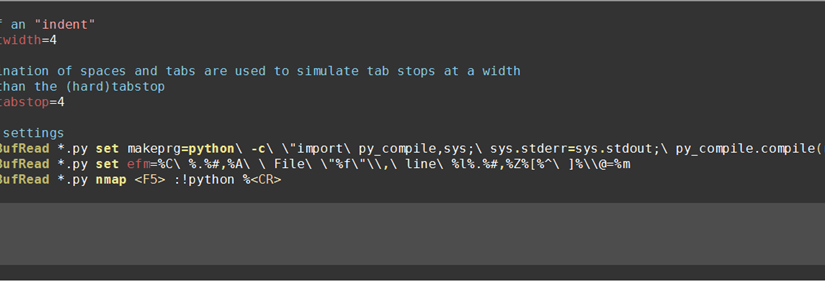 f an "indent"
twidth=4
ination of spaces and tabs are used to simulate tab stops at a width
than the (hard)tabstop
tabstop=4
settings
BufRead *.py set makeprg=python\ -c\ \"import\ py_compile,sys;\ sys.stderr=sys.stdout;\ py_compile.compile(
BufRead *.py set efm=%C\ %.%#,%A\ \ File\ \"%f\"\\,\ line\ %l%.%#,%Z%[%^\ ]%\\@=%m
BufRead *.py nmap <F5> :!python %<CR>